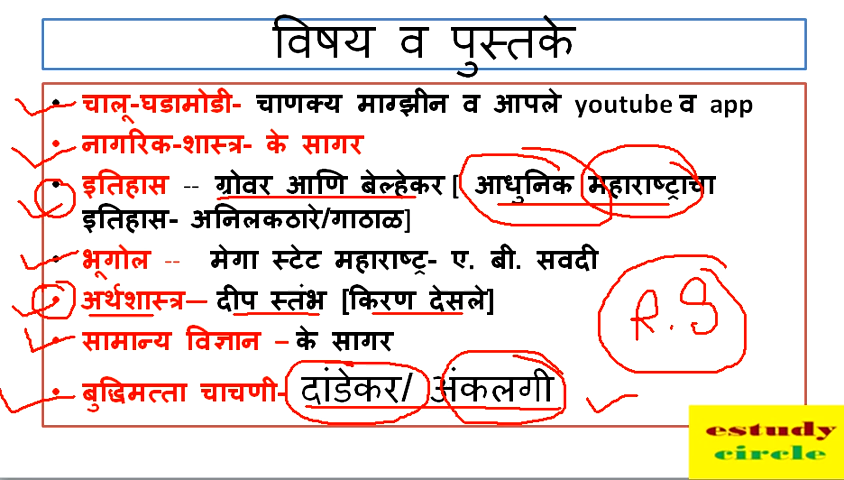 विषय व पुस्तके
• चालू-घडामोडी- चाणक्य माग्झीन व आपले youtube व app
• नागरिक-शास्त्र- के सागर
• इतिहास -- ग्रोवर आणि बेल्हेकर [ आधुनिक महाराष्ट्राचा
इतिहास- अनिलकठारे/गाठाळ]
• भूगोल -- मेगा स्टेट महाराष्ट्र- ए. बी. सवदी
• अर्थशास्त्र— दीप स्तंभ [किरण देसले]
R.S
• सामान्य विज्ञान – के सागर
• बुद्धिमत्ता चाचणी- दांडेकर/ अंकलगी
estudy
circle